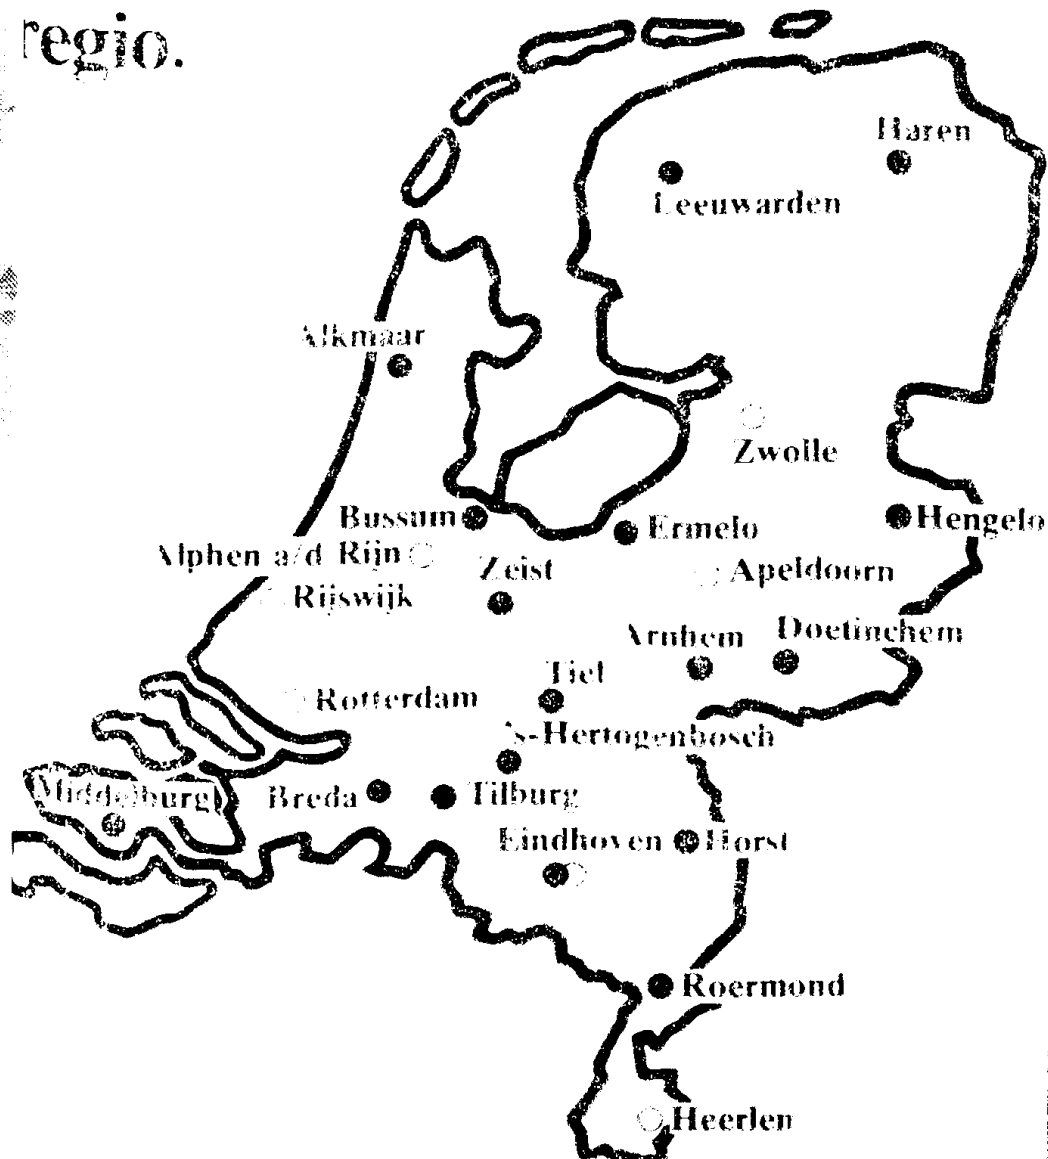 regio.
Haren
Leeuwarden
Alkmaar
Zwolle
Bussum
Ermelo
Hengelo
Alphen a/d Rijn
Zeist
Apeldoorn
Rijswijk
Arnhem
Doetinchem
Tiel
Rotterdam
's-Hertogenbosch
Middelburg
Breda
Tilburg
Eindhoven
Horst
Roermond
Heerlen